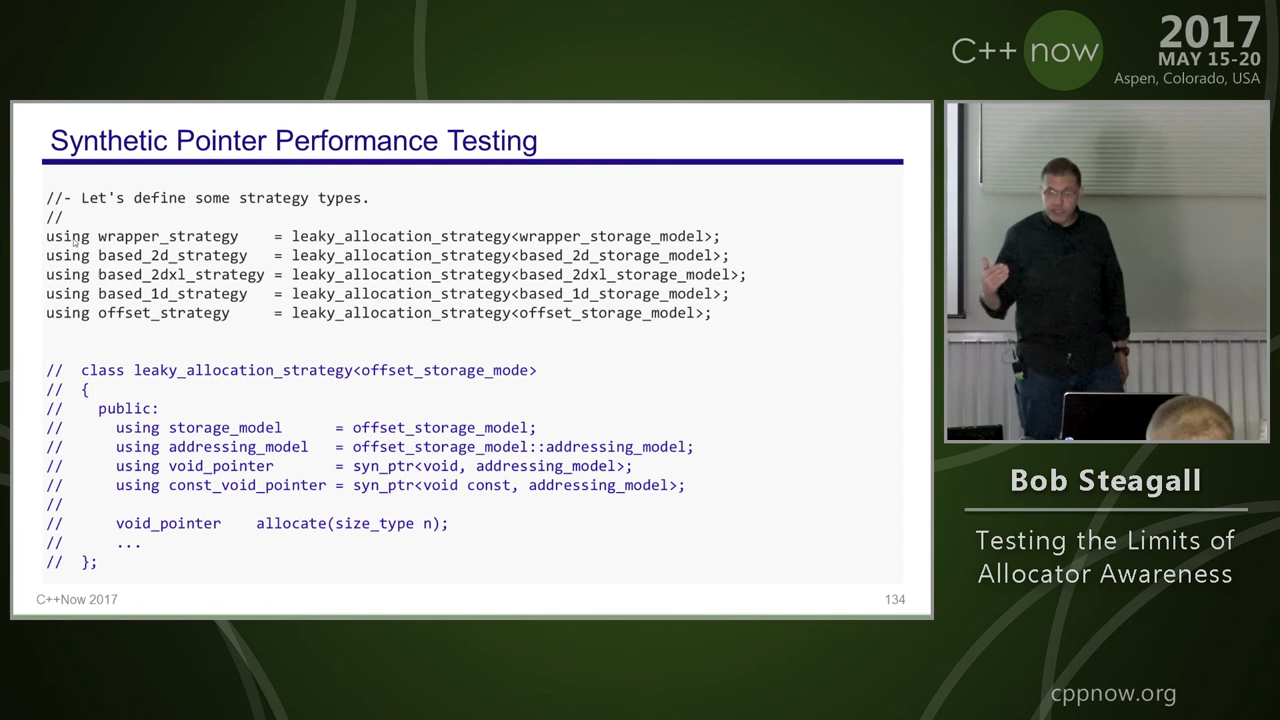 C++ now
2017
MAY 15-20
Aspen, Colorado, USA
Synthetic Pointer Performance Testing
//- Let's define some strategy types.
//
using wrapper_strategy    = leaky_allocation_strategy<wrapper_storage_model>;
using based_2d_strategy   = leaky_allocation_strategy<based_2d_storage_model>;
using based_2dxl_strategy = leaky_allocation_strategy<based_2dxl_storage_model>;
using based_1d_strategy   = leaky_allocation_strategy<based_1d_storage_model>;
using offset_strategy     = leaky_allocation_strategy<offset_storage_model>;
//  class leaky_allocation_strategy<offset_storage_mode>
//  {
//    public:
//      using storage_model      = offset_storage_model;
//      using addressing_model   = offset_storage_model::addressing_model;
//      using void_pointer       = syn_ptr<void, addressing_model>;
//      using const_void_pointer = syn_ptr<void const, addressing_model>;
//
//      void_pointer    allocate(size_type n);
//      ...
//  };
C++Now 2017
134
Bob Steagall
Testing the Limits of
Allocator Awareness
cppnow.org